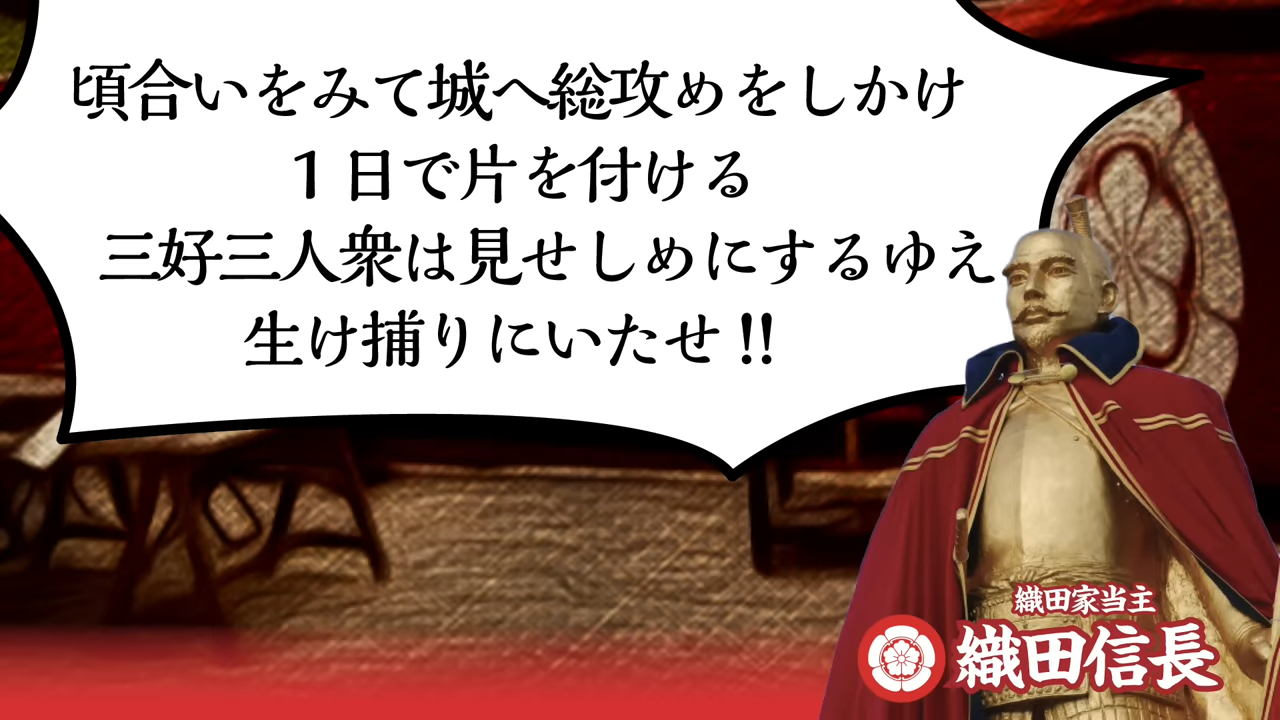 頃合いをみて城へ総攻めをしかけ
１日で片を付ける
三好三人衆は見せしめにするゆえ
生け捕りにいたせ‼
織田家当主
織田信長